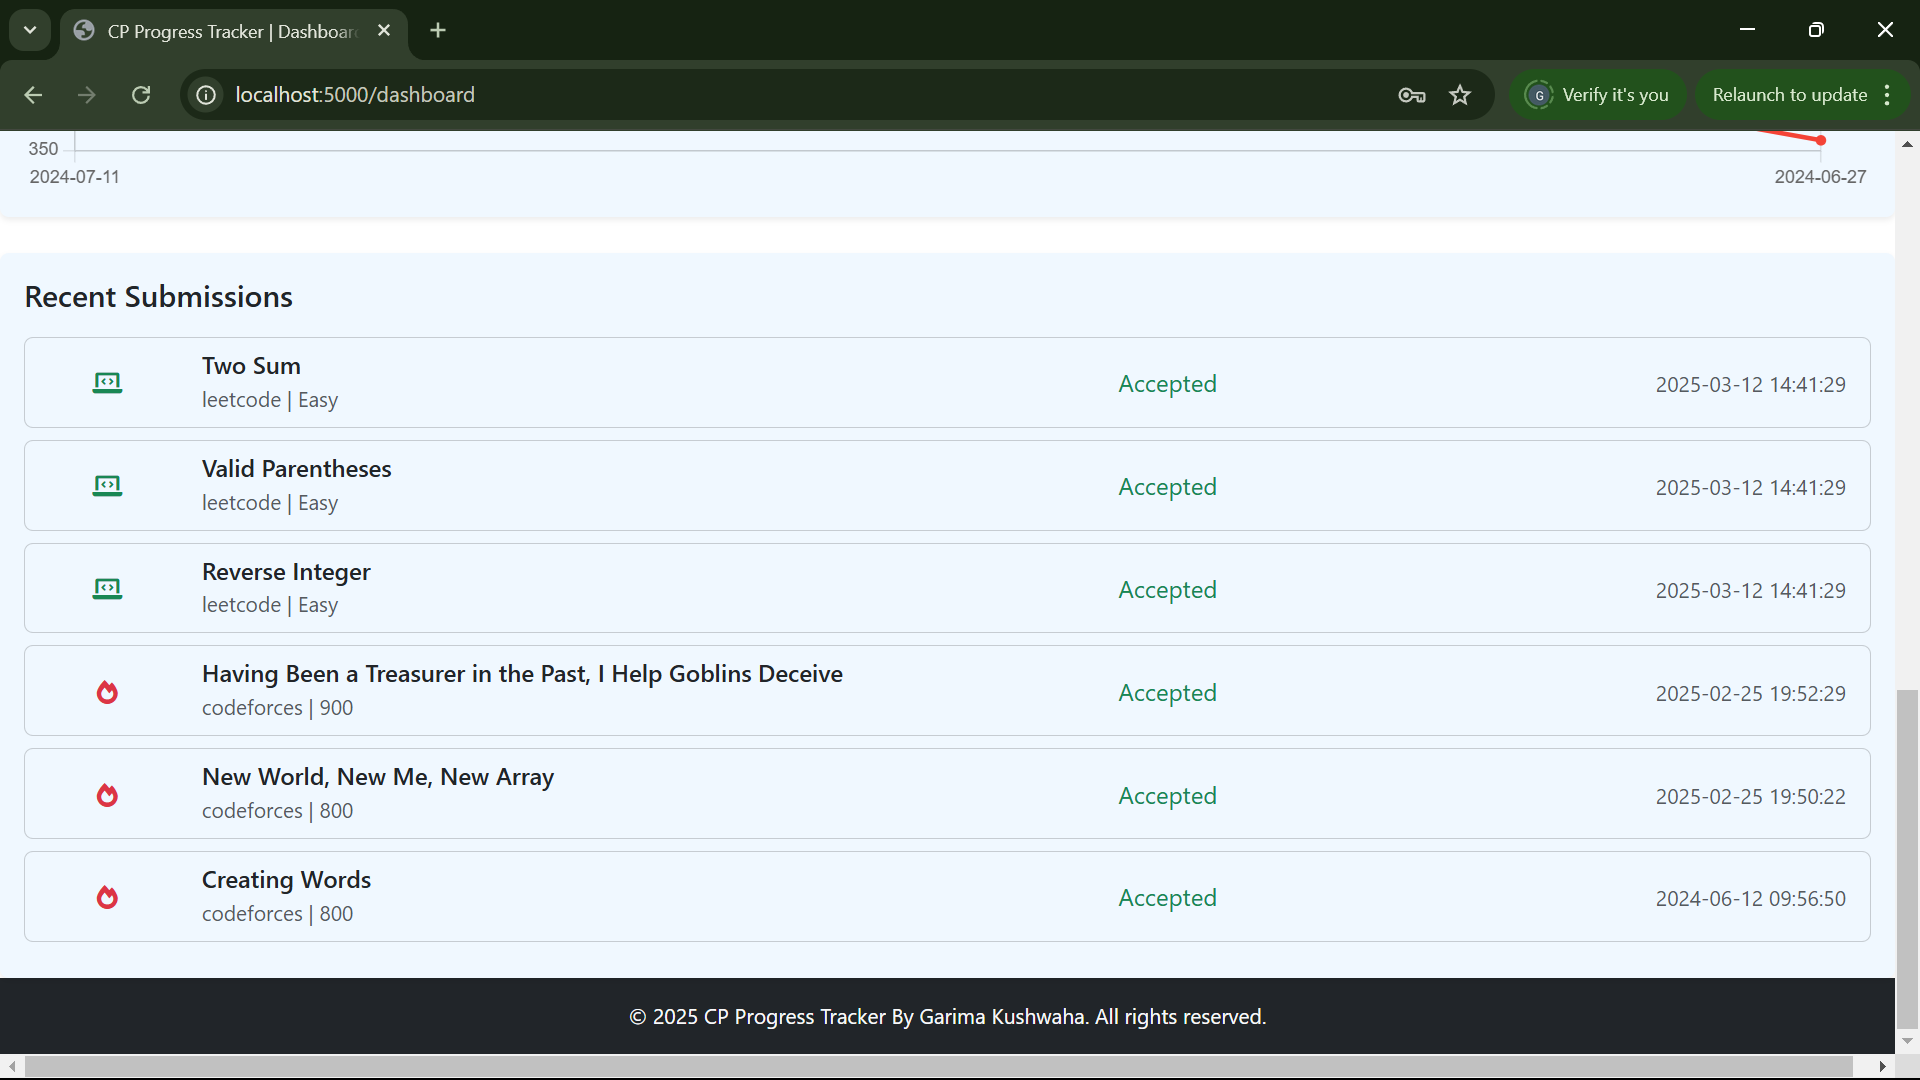 CP Progress Tracker | Dashboar
localhost:5000/dashboard
G
Verify it's you
Relaunch to update
350
2024-07-11
2024-06-27
Recent Submissions
Two Sum
leetcode | Easy
Accepted
2025-03-12 14:41:29
Valid Parentheses
leetcode | Easy
Accepted
2025-03-12 14:41:29
Reverse Integer
leetcode | Easy
Accepted
2025-03-12 14:41:29
Having Been a Treasurer in the Past, I Help Goblins Deceive
codeforces | 900
Accepted
2025-02-25 19:52:29
New World, New Me, New Array
codeforces | 800
Accepted
2025-02-25 19:50:22
Creating Words
codeforces | 800
Accepted
2024-06-12 09:56:50
© 2025 CP Progress Tracker By Garima Kushwaha. All rights reserved.